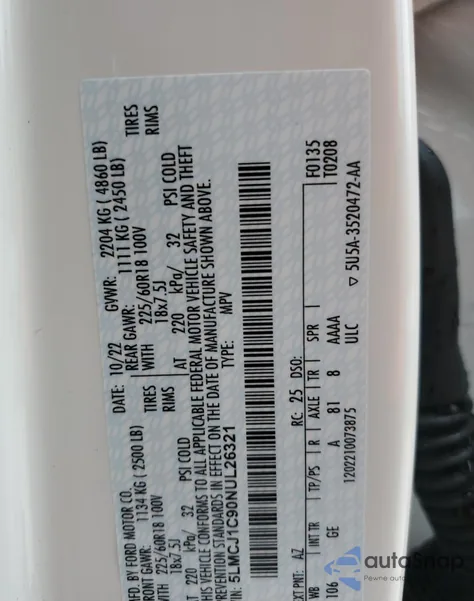 MFD. BY FORD MOTOR CO.
DATE: 10/22
GVWR: 2204 KG ( 4860 LB)
FRONT GAWR: 1134 KG ( 2500 LB)
REAR GAWR: 1111 KG ( 2450 LB)
225/60R18 100V TIRES
WITH 225/60R18 100V TIRES
18x7.5J RIMS
18x7.5J RIMS
AT 220 kPa/ 32 PSI COLD
AT 220 kPa/ 32 PSI COLD
THIS VEHICLE CONFORMS TO ALL APPLICABLE FEDERAL MOTOR VEHICLE SAFETY AND THEFT
PREVENTION STANDARDS IN EFFECT ON THE DATE OF MANUFACTURE SHOWN ABOVE.
: 5LMCJ1C90NUL26321
TYPE: MPV
F0135
T0208
EXT PNT: AZ RC: 25 DSO:
WB INT TR TP/PS R AXLE TR SPR
106 GE A 81 B AAAA
1202210073875 ULC
▽ 5U5A-3520472-AA
autoSnap
Pewne auto